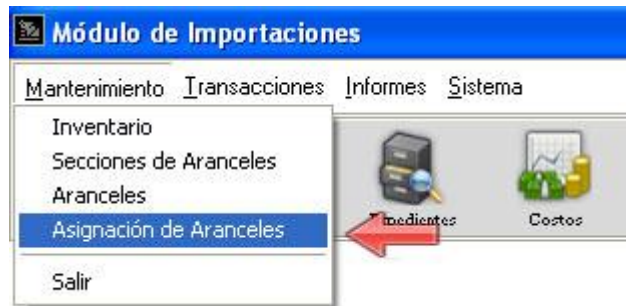 Módulo de Importaciones
Mantenimiento Transacciones Informes Sistema
Inventario
Secciones de Aranceles
Aranceles
Asignación de Aranceles
Salir
Costos